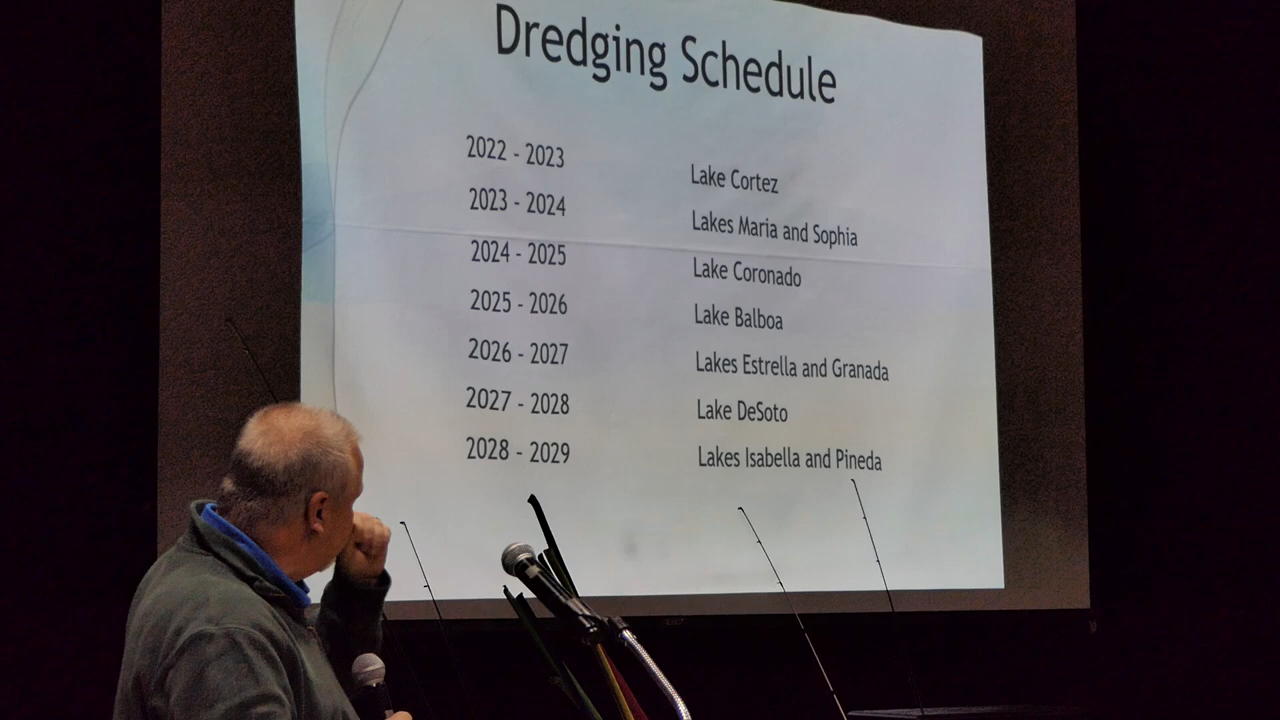 Dredging Schedule
2022 - 2023 Lake Cortez
2023 - 2024 Lakes Maria and Sophia
2024 - 2025 Lake Coronado
2025 - 2026 Lake Balboa
2026 - 2027 Lakes Estrella and Granada
2027 - 2028 Lake DeSoto
2028 - 2029 Lakes Isabella and Pineda